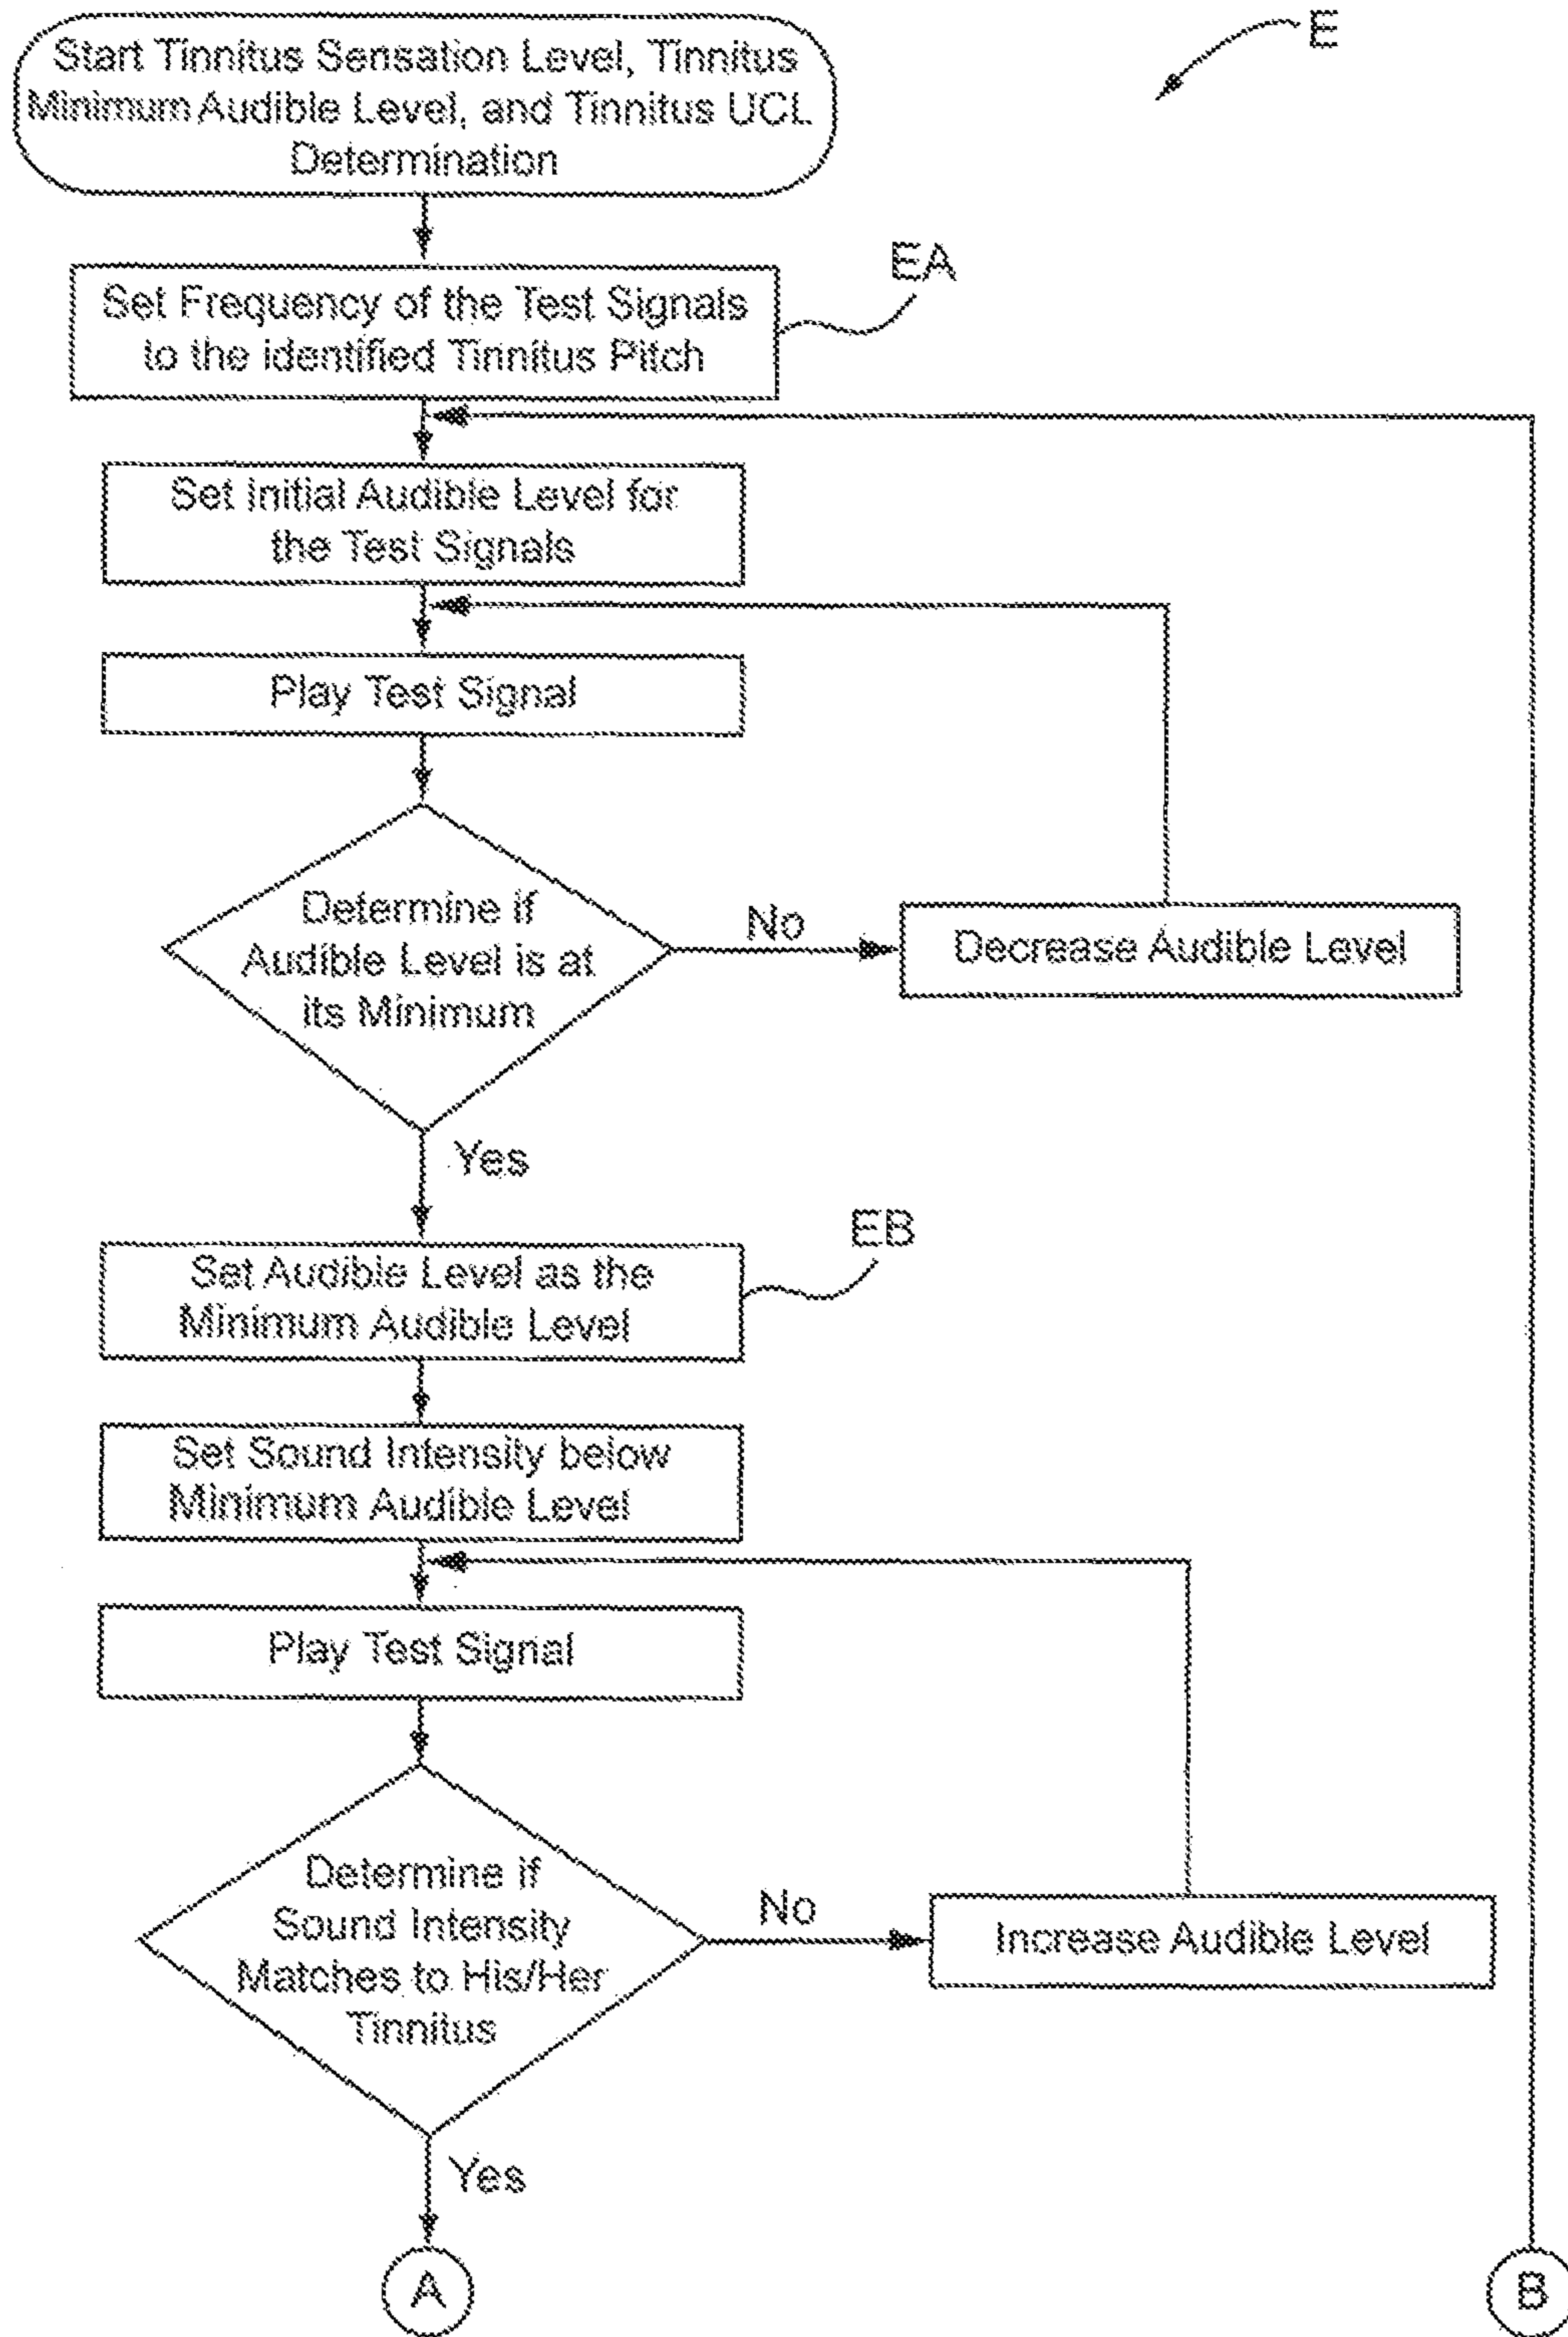 Start Tinnitus Sensation Level, Tinnitus
Minimum Audible Level, and Tinnitus UCL
Determination
E
Set Frequency of the Test Signals
to the identified Tinnitus Pitch
EA
Set Initial Audible Level for
the Test Signals
Play Test Signal
Determine if
Audible Level is at
its Minimum
No
Decrease Audible Level
Yes
Set Audible Level as the
Minimum Audible Level
EB
Set Sound Intensity below
Minimum Audible Level
Play Test Signal
Determine if
Sound Intensity
Matches to His/Her
Tinnitus
No
Increase Audible Level
Yes
A
B